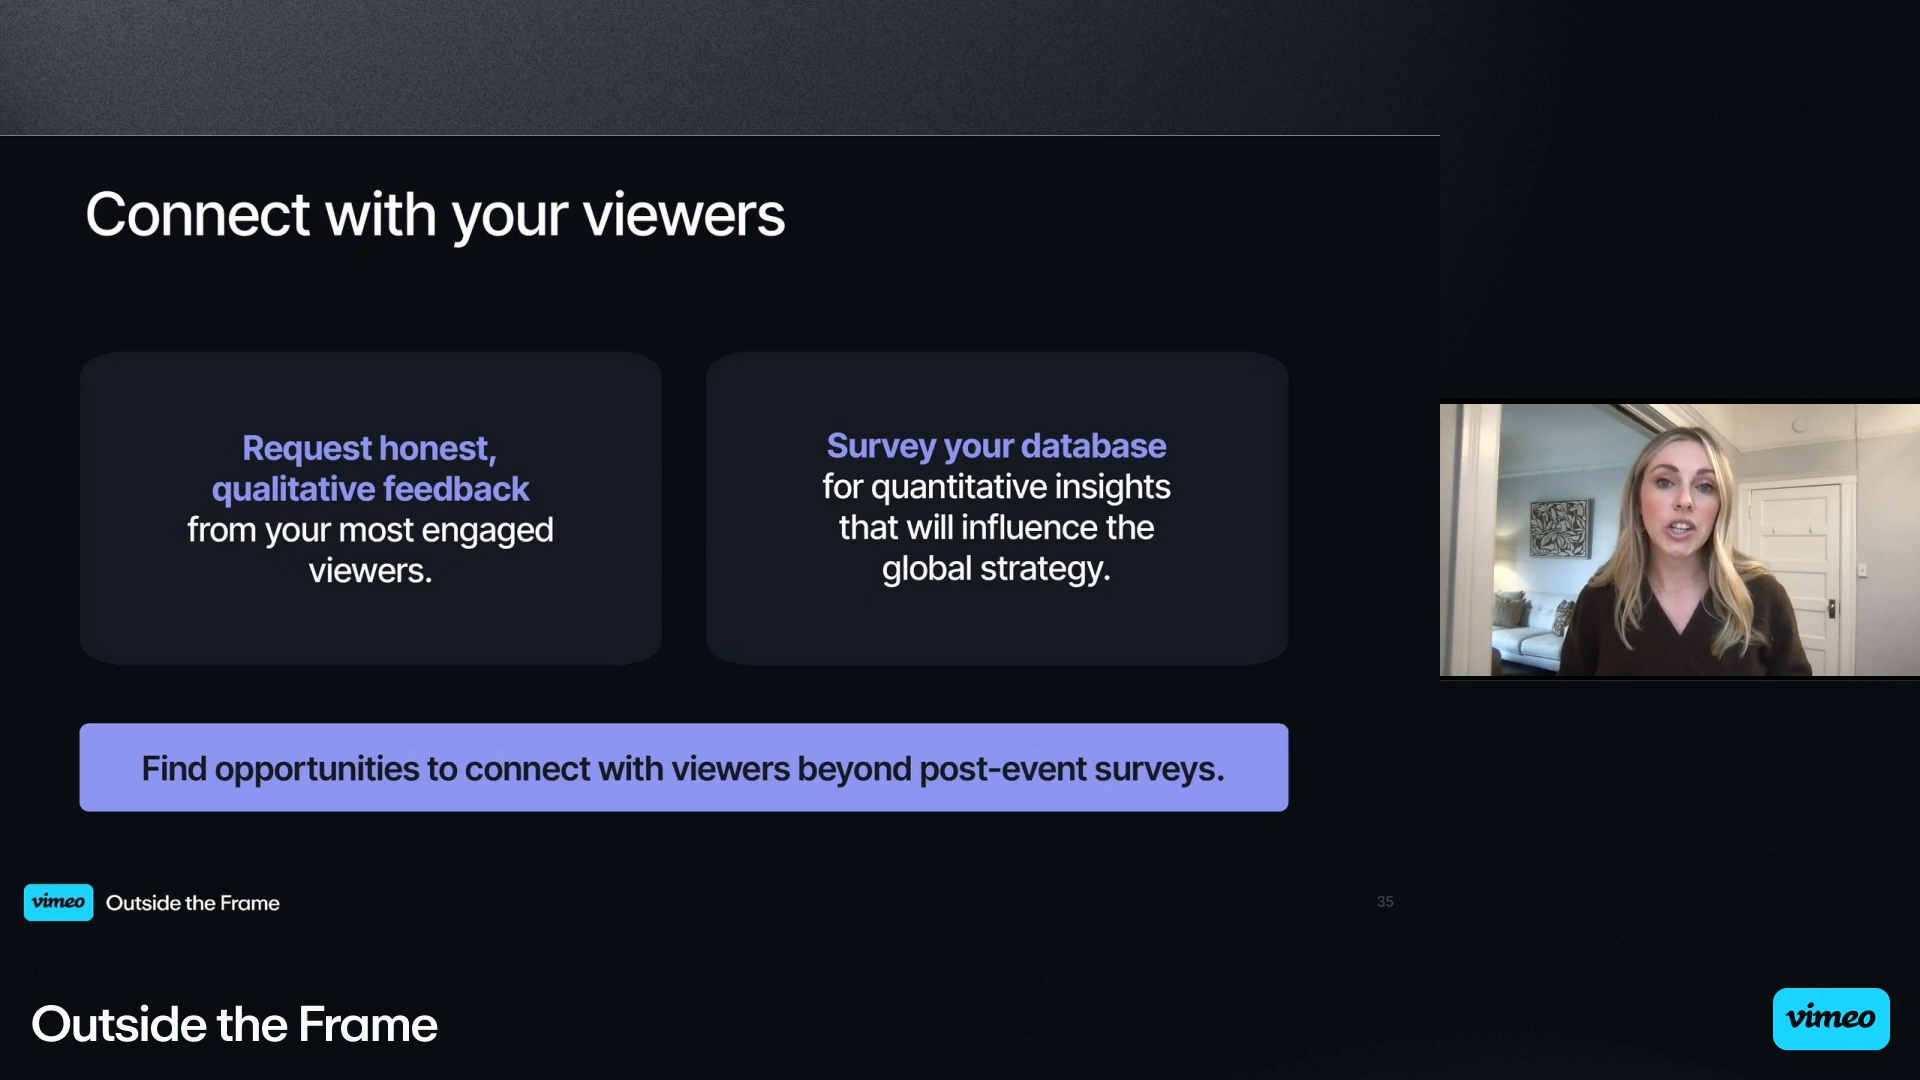 Connect with your viewers
Request honest,
qualitative feedback
from your most engaged
viewers.
Survey your database
for quantitative insights
that will influence the
global strategy.
Find opportunities to connect with viewers beyond post-event surveys.
vimeo Outside the Frame
35
Outside the Frame
vimeo